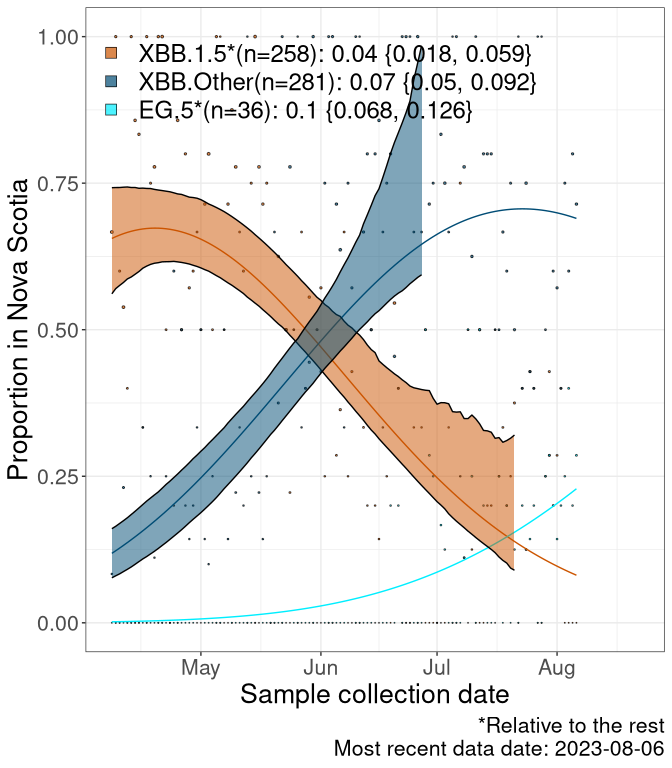 1.00
XBB.1.5*(n=258): 0.04 {0.018, 0.059}
XBB.Other(n=281): 0.07 {0.05, 0.092}
EG.5*(n=36): 0.1 {0.068, 0.126}
0.75
0.50
0.25
0.00
Proportion in Nova Scotia
May Jun Jul Aug
Sample collection date
*Relative to the rest
Most recent data date: 2023-08-06